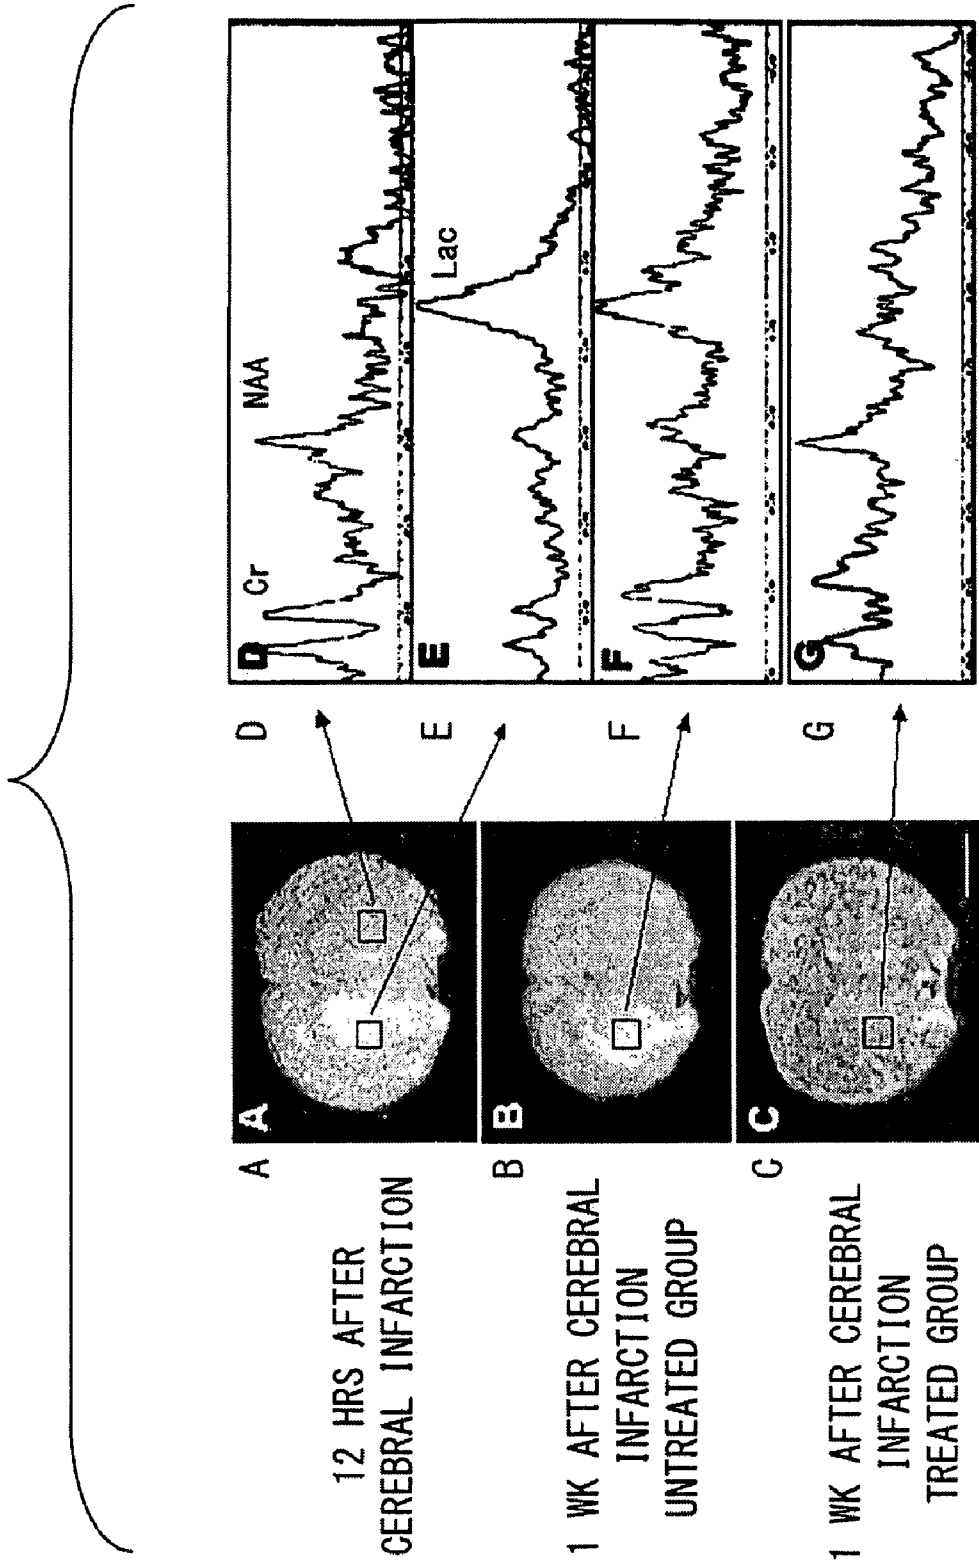 12 HRS AFTER
CEREBRAL INFARCTION
A
A
D
D
Cr
NAA
E
E
Lac
1 WK AFTER CEREBRAL
INFARCTION
UNTREATED GROUP
B
B
F
F
1 WK AFTER CEREBRAL
INFARCTION
TREATED GROUP
C
C
G
G